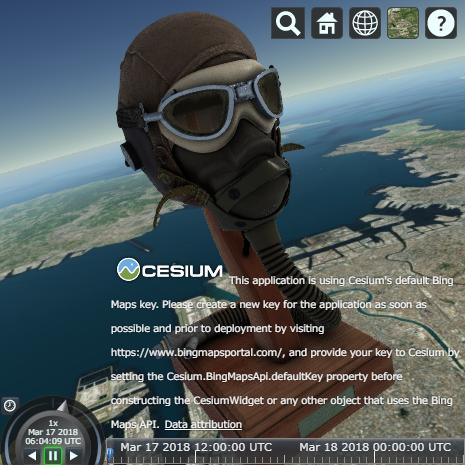 CESIUM This application is using Cesium's default Bing
Maps key. Please create a new key for the application as soon as
possible and prior to deployment by visiting
https://www.bingmapsportal.com/, and provide your key to Cesium by
setting the Cesium.BingMapsApi.defaultKey property before
constructing the CesiumWidget or any other object that uses the Bing
Maps API. Data attribution
1x
Mar 17 2018
06:04:09 UTC
Mar 17 2018 12:00:00 UTC
Mar 18 2018 00:00:00 UTC